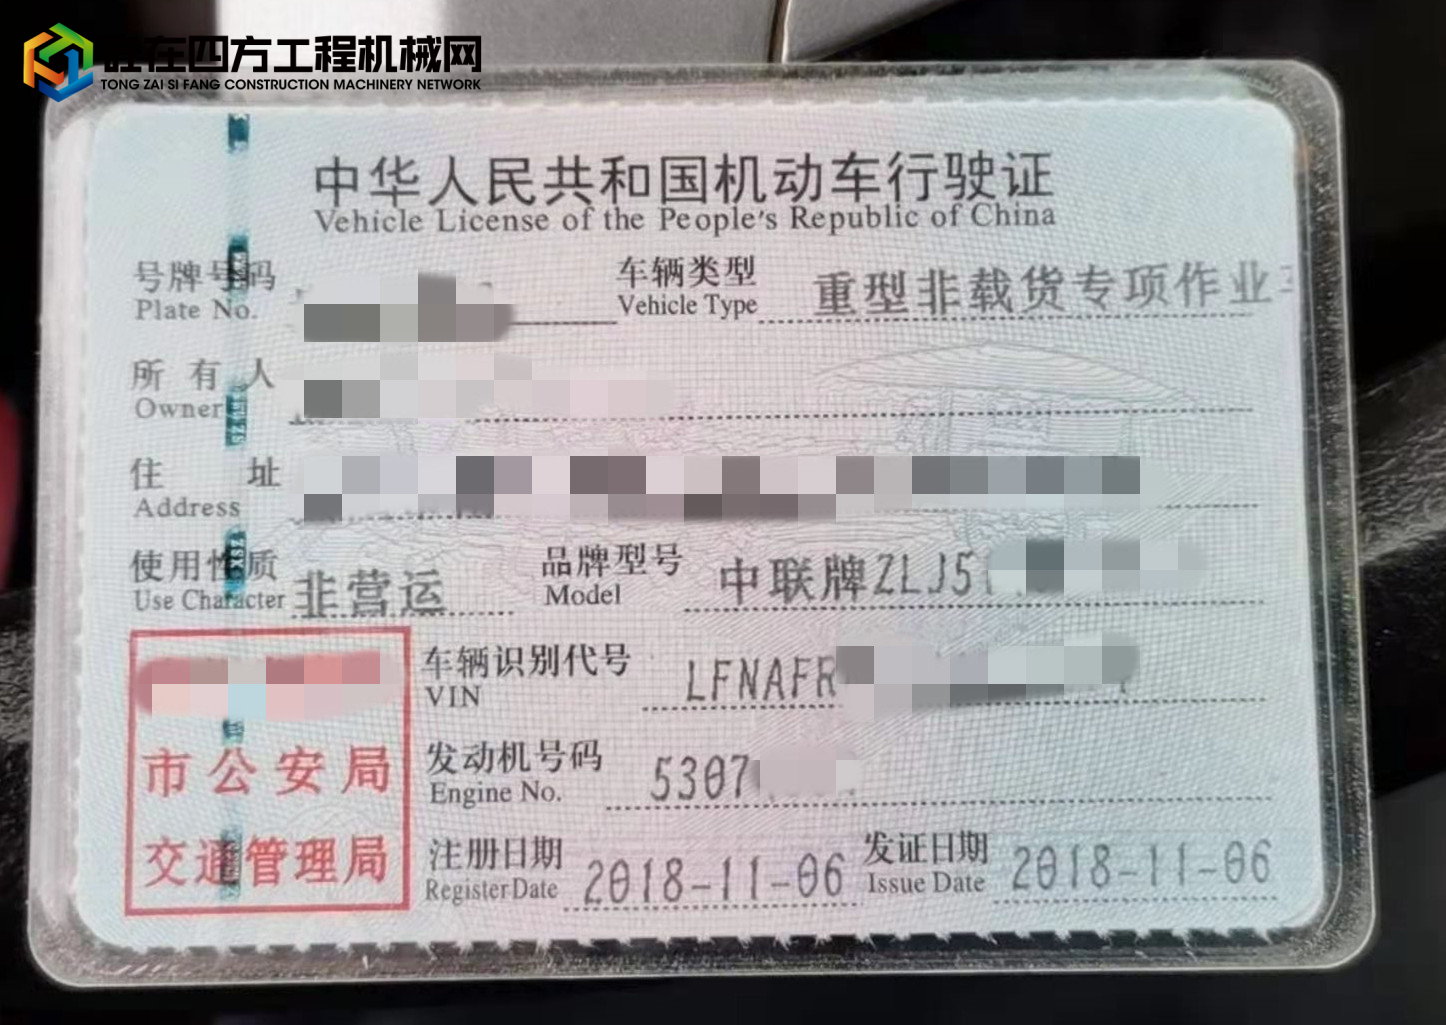 在四方工程机械网
TONG ZAI SI FANG CONSTRUCTION MACHINERY NETWORK
中华人民共和国机动车行驶证
Vehicle License of the People's Republic of China
号牌号码
Plate No.
车辆类型 重型非载货专项作业
Vehicle Type
所有人
Owner
住址
Address
使用性质 非营运
Use Character
品牌型号 中联牌ZLJ5
Model
车辆识别代号 LFNAFR
VIN
市公安局
交通管理局
发动机号码 5307
Engine No.
注册日期 2018-11-06
Register Date
发证日期 2018-11-06
Issue Date